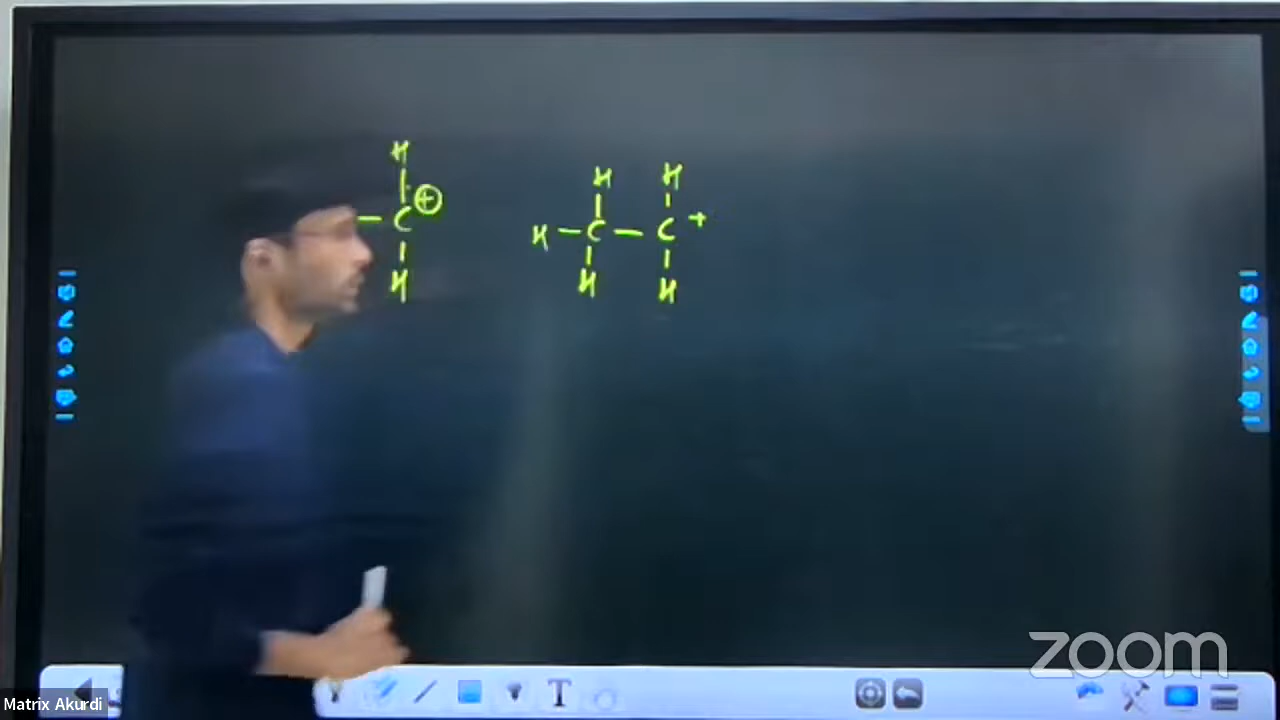 H
— C ⊕
H
H H
H — C — C +
H H
zoom
T
Matrix Akurdi